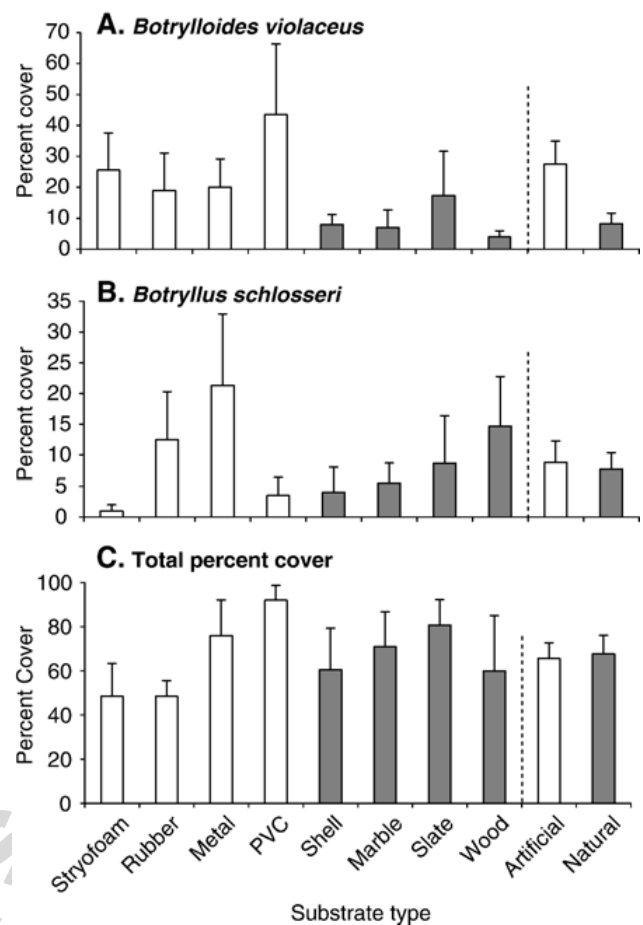 A. Botrylloides violaceus
70
60
50
40
30
20
10
0
Percent cover
B. Botryllus schlosseri
35
30
25
20
15
10
5
0
Percent cover
C. Total percent cover
100
80
60
40
20
0
Percent Cover
Stryofoam
Rubber
Metal
PVC
Shell
Marble
Slate
Wood
Artificial
Natural
Substrate type